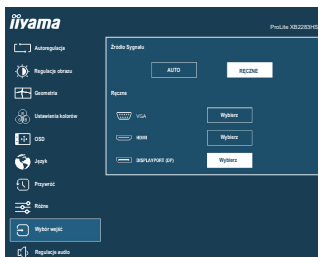 iiyama
ProLite XB2283HS
Autoregulacja
Regulacja obrazu
Geometria
Ustawienia kolorów
OSD
Język
Przywróć
Różne
Wybór wejść
Regulacja audio
Źródło Sygnału
AUTO
RĘCZNE
Ręczne
VGA
Wybierz
HDMI
Wybierz
DISPLAYPORT (DP)
Wybierz